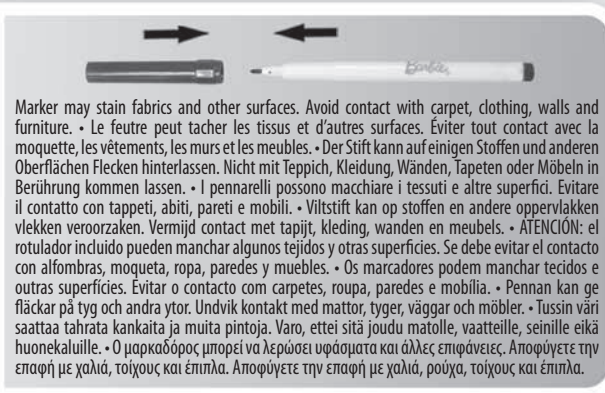 Barbie
Marker may stain fabrics and other surfaces. Avoid contact with carpet, clothing, walls and
furniture. • Le feutre peut tacher les tissus et d'autres surfaces. Éviter tout contact avec la
moquette, les vêtements, les murs et les meubles. • Der Stift kann auf einigen Stoffen und anderen
Oberflächen Flecken hinterlassen. Nicht mit Teppich, Kleidung, Wänden, Tapeten oder Möbeln in
Berührung kommen lassen. • I pennarelli possono macchiare i tessuti e altre superfici. Evitare
il contatto con tappeti, abiti, pareti e mobili. • Viltstift kan op stoffen en andere oppervlakken
vlekken veroorzaken. Vermijd contact met tapijt, kleding, wanden en meubels. • ATENCIÓN: el
rotulador incluido pueden manchar algunos tejidos y otras superficies. Se debe evitar el contacto
con alfombras, moqueta, ropa, paredes y muebles. • Os marcadores podem manchar tecidos e
outras superfícies. Evitar o contacto com carpetes, roupa, paredes e mobília. • Pennan kan ge
fläckar på tyg och andra ytor. Undvik kontakt med mattor, tyger, väggar och möbler. • Tussin väri
saattaa tahrata kankaita ja muita pintoja. Varo, ettei sitä joudu matolle, vaatteille, seinille eikä
huonekaluille. • Ο μαρκαδόρος μπορεί να λερώσει υφάσματα και άλλες επιφάνειες. Αποφύγετε την
επαφή με χαλιά, τοίχους και έπιπλα. Αποφύγετε την επαφή με χαλιά, ρούχα, τοίχους και έπιπλα.